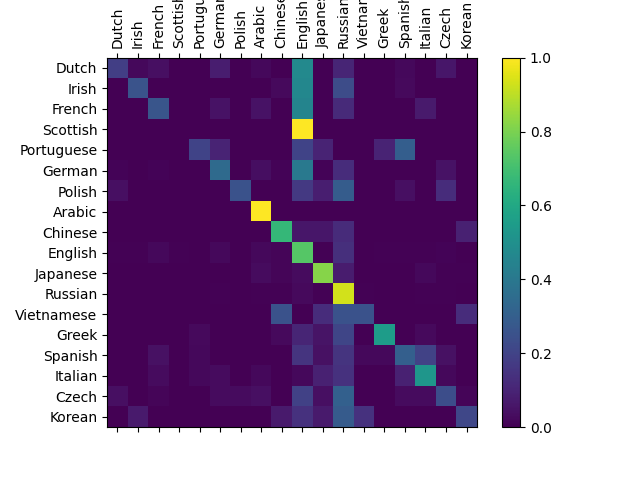 Dutch Irish French Scottish Portugu German Polish Arabic Chinese English Japanese Russian Vietnam Greek Spanish Italian Czech Korean
Dutch
Irish
French
Scottish
Portuguese
German
Polish
Arabic
Chinese
English
Japanese
Russian
Vietnamese
Greek
Spanish
Italian
Czech
Korean
1.0
0.8
0.6
0.4
0.2
0.0